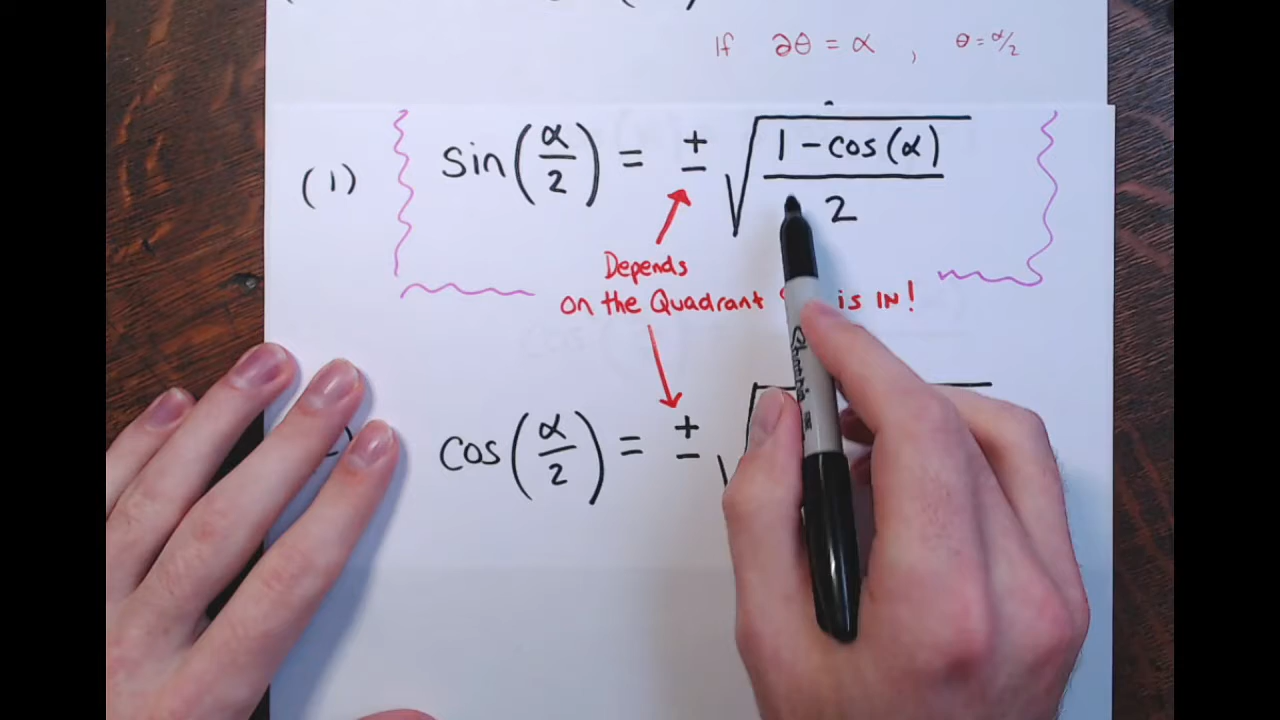 If 2θ = α , θ = α/2
(1) sin(α/2) = ± √((1 - cos(α))/2)
Depends
on the Quadrant is IN!
cos(α/2) = ±